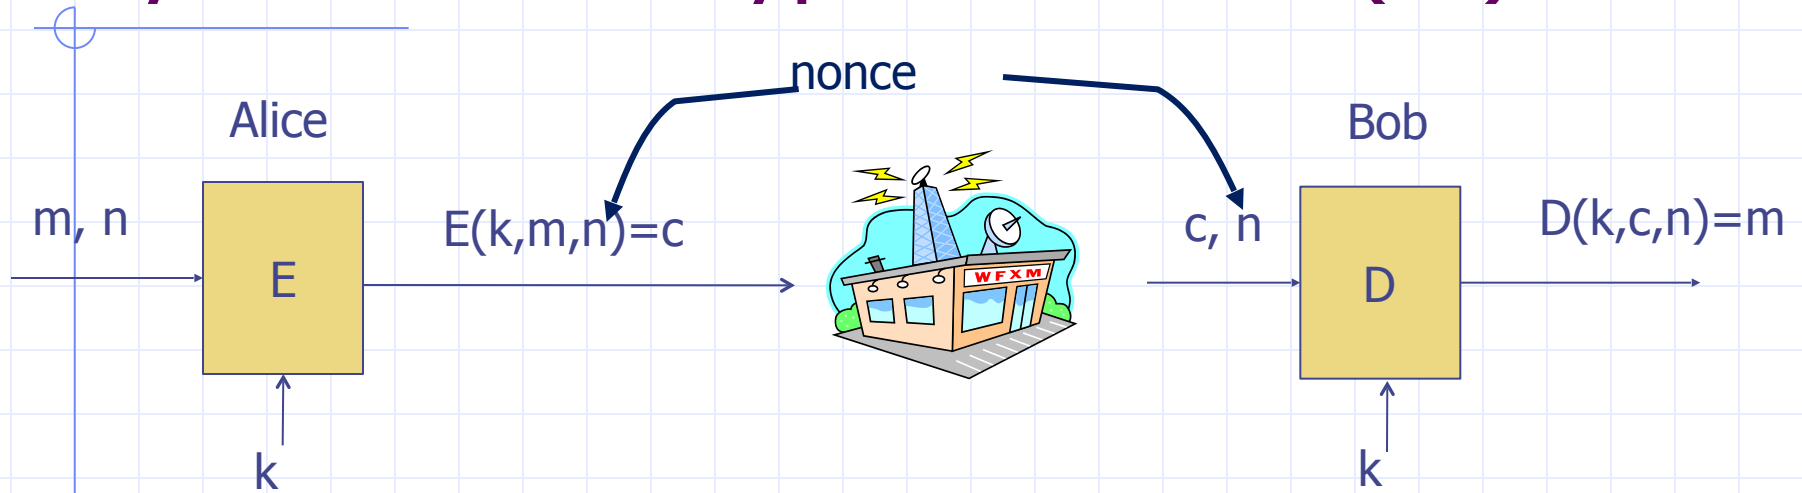 nonce
Alice
Bob
m, n
E(k,m,n)=c
c, n
D(k,c,n)=m
E
WFXM
D
k
k